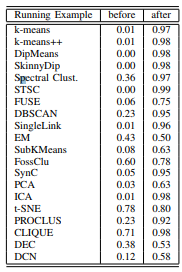 Running Example before after
k-means 0.01 0.97
k-means++ 0.01 0.98
DipMeans 0.00 0.98
SkinnyDip 0.00 0.98
Spectral Clust. 0.36 0.97
STSC 0.00 0.99
FUSE 0.06 0.75
DBSCAN 0.23 0.95
SingleLink 0.01 0.96
EM 0.43 0.50
SubKMeans 0.08 0.63
FossClu 0.60 0.78
SynC 0.05 0.95
PCA 0.03 0.63
ICA 0.01 0.98
t-SNE 0.78 0.80
PROCLUS 0.23 0.92
CLIQUE 0.71 0.98
DEC 0.38 0.53
DCN 0.12 0.58